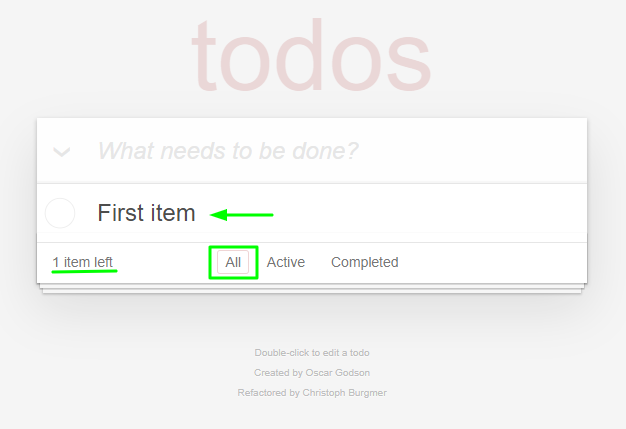 todos
What needs to be done?
First item
1 item left All Active Completed
Double-click to edit a todo
Created by Oscar Godson
Refactored by Christoph Burgmer